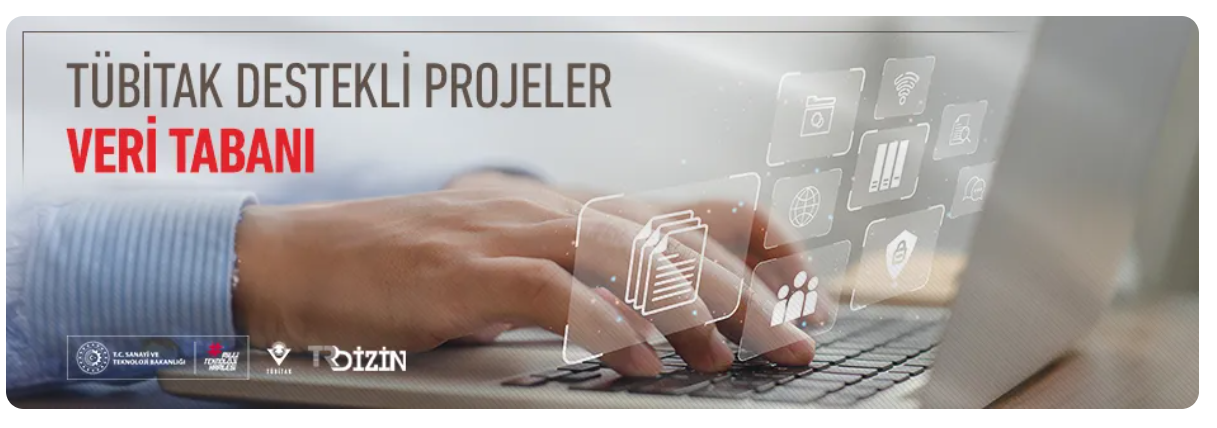 TÜBİTAK DESTEKLİ PROJELER
VERİ TABANI
T.C. SANAYİ VE
TEKNOLOJİ BAKANLIĞI
MİLLİ
TEKNOLOJİ
HAMLESİ
TÜBİTAK
TRDİZİN